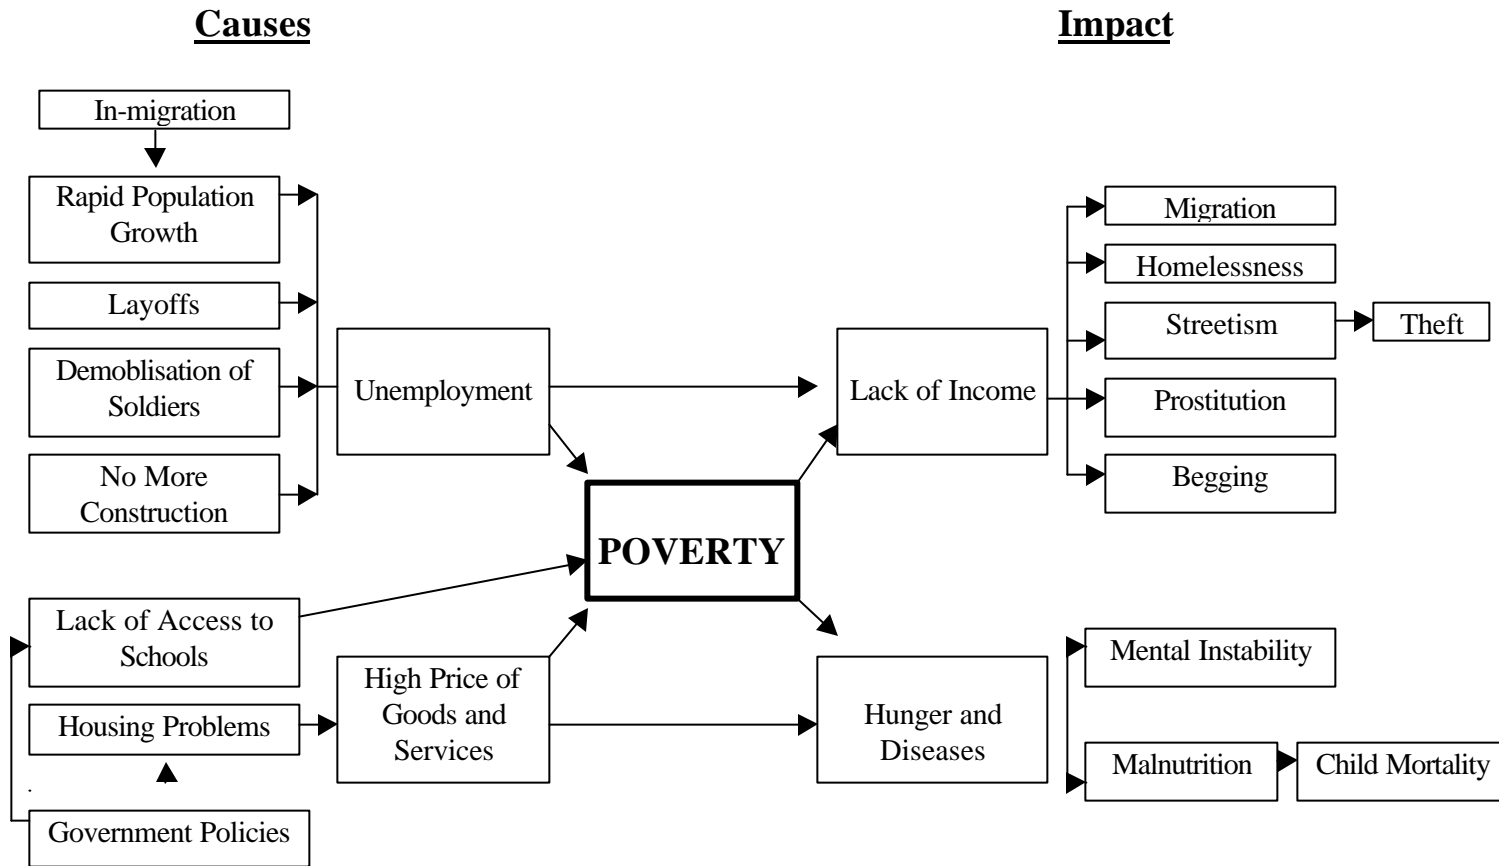 Causes
Impact
In-migration
Rapid Population
Growth
Layoffs
Demoblisation of
Soldiers
No More
Construction
Unemployment
Lack of Income
Migration
Homelessness
Streetism
Theft
Prostitution
Begging
POVERTY
Lack of Access to
Schools
Housing Problems
Government Policies
High Price of
Goods and
Services
Hunger and
Diseases
Mental Instability
Malnutrition
Child Mortality